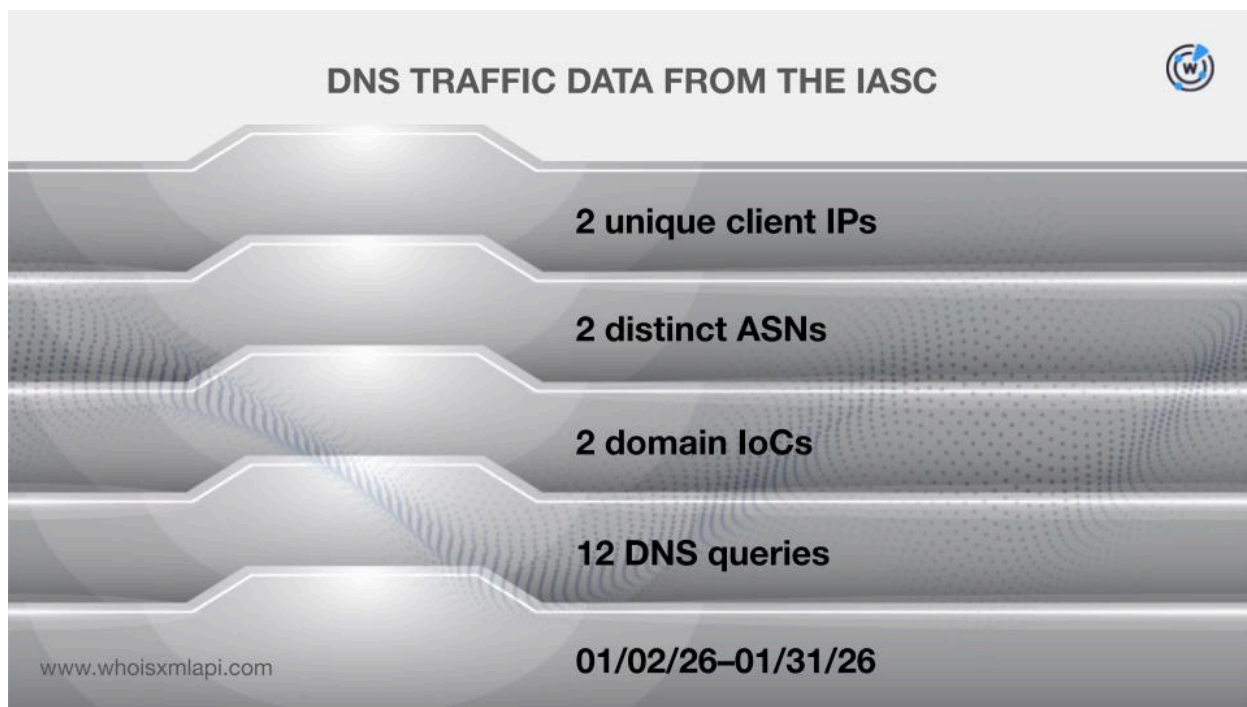 DNS TRAFFIC DATA FROM THE IASC
W
2 unique client IPs
2 distinct ASNs
2 domain IoCs
12 DNS queries
01/02/26–01/31/26
www.whoisxmlapi.com